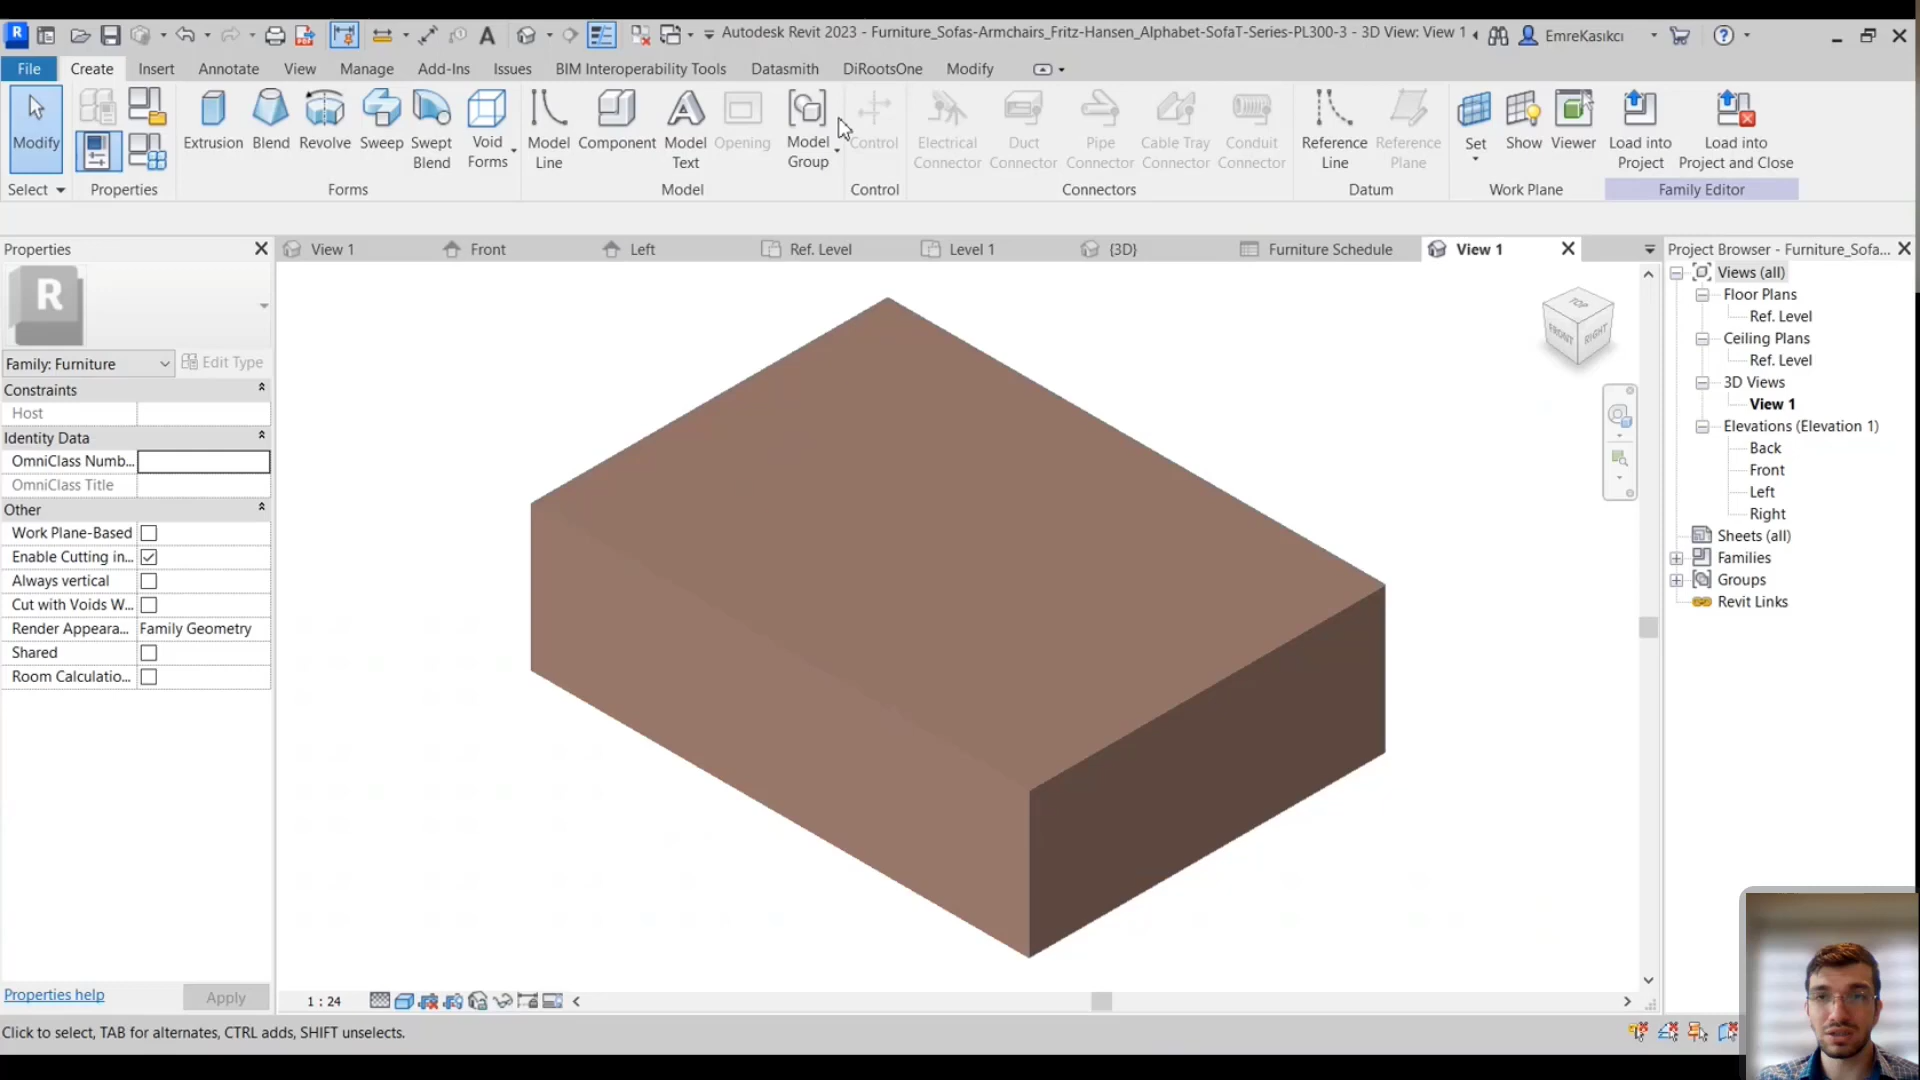 Autodesk Revit 2023 - Furniture_Sofas-Armchairs_Fritz-Hansen_Alphabet-SofaT-Series-PL300-3 - 3D View: View 1
EmreKasıkcı
File Create Insert Annotate View Manage Add-Ins Issues BIM Interoperability Tools Datasmith DiRootsOne Modify
Modify
Extrusion Blend Revolve Sweep Swept Blend Void Forms
Model Line Component Model Text Opening Model Group Control
Electrical Connector Duct Connector Pipe Connector Cable Tray Connector Conduit Connector
Reference Line Reference Plane Set Show Viewer Load into Project Load into Project and Close
Select Properties Forms Model Control Connectors Datum Work Plane Family Editor
Properties
View 1 Front Left Ref. Level Level 1 {3D} Furniture Schedule View 1
Project Browser - Furniture_Sofa...
R
Family: Furniture Edit Type
Constraints
Host
Identity Data
OmniClass Numb...
OmniClass Title
Other
Work Plane-Based
Enable Cutting in...
Always vertical
Cut with Voids W...
Render Appeara... Family Geometry
Shared
Room Calculatio...
Properties help Apply
TOP
FRONT RIGHT
Views (all)
Floor Plans
Ref. Level
Ceiling Plans
Ref. Level
3D Views
View 1
Elevations (Elevation 1)
Back
Front
Left
Right
Sheets (all)
Families
Groups
Revit Links
1 : 24
Click to select, TAB for alternates, CTRL adds, SHIFT unselects.